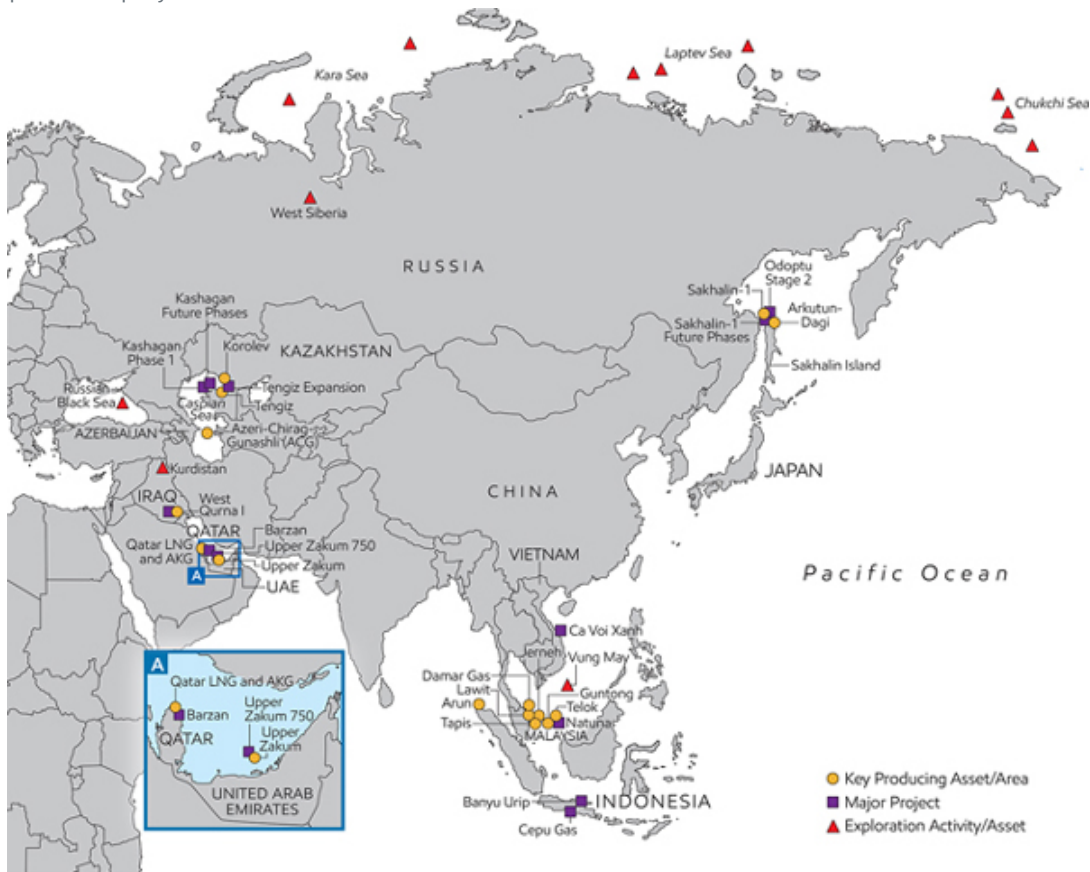 Kara Sea
Laptev Sea
Chukchi Sea
West Siberia
RUSSIA
Odoptu
Stage 2
Sakhalin-1
Arkutun-
Dagi
Sakhalin-1
Future Phases
Sakhalin Island
Kashagan
Future Phases
Kashagan
Phase 1
Korolev
KAZAKHSTAN
Tengiz Expansion
Tengiz
Caspian
Sea
Russian
Black Sea
AZERBAIJAN
Azeri-Chirag-
Gunashli (ACG)
Kurdistan
IRAQ
West
Qurna I
QATAR
Barzan
Qatar LNG
and AKG
Upper Zakum 750
Upper Zakum
A
UAE
CHINA
JAPAN
VIETNAM
Pacific Ocean
Ca Voi Xanh
Jerneh
Vung May
Damar Gas
Lawit
Arun
Guntong
Telok
Tapis
Natuna
MALAYSIA
Banyu Urip
INDONESIA
Cepu Gas
A
Qatar LNG and AKG
Barzan
Upper
Zakum 750
QATAR
Upper
Zakum
UNITED ARAB
EMIRATES
Key Producing Asset/Area
Major Project
Exploration Activity/Asset